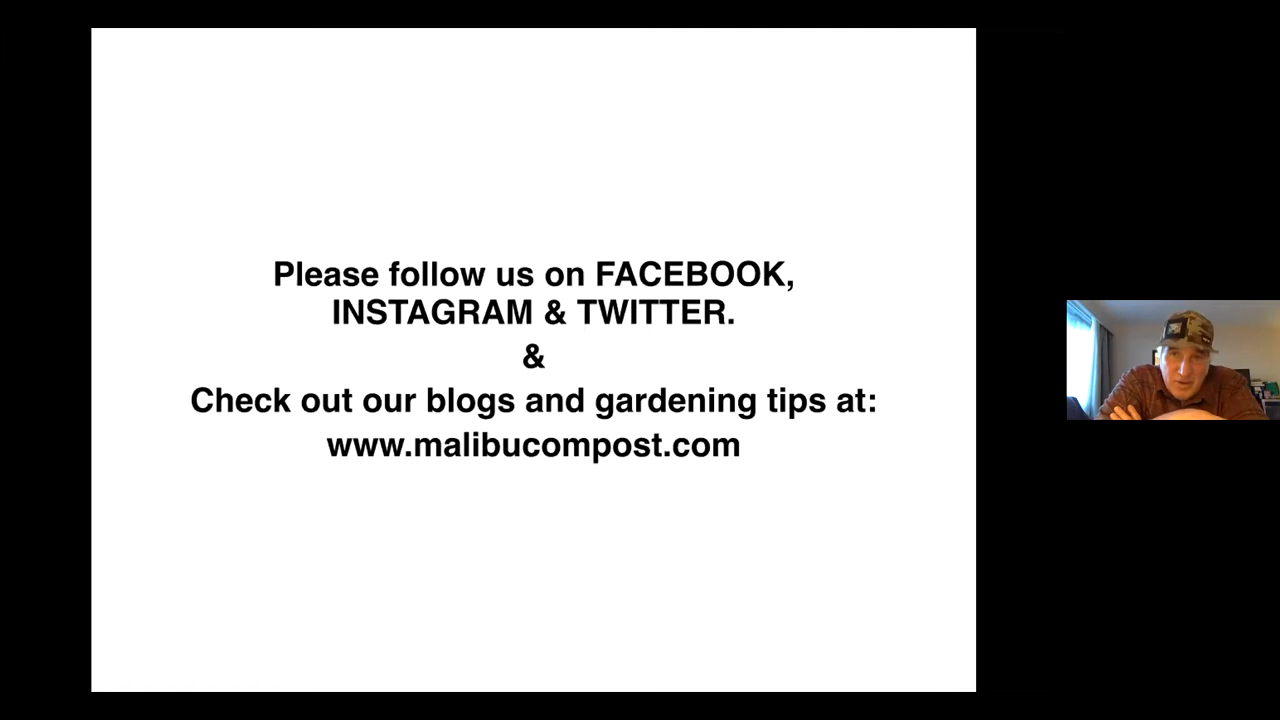 Please follow us on FACEBOOK,
INSTAGRAM & TWITTER.
&
Check out our blogs and gardening tips at:
www.malibucompost.com